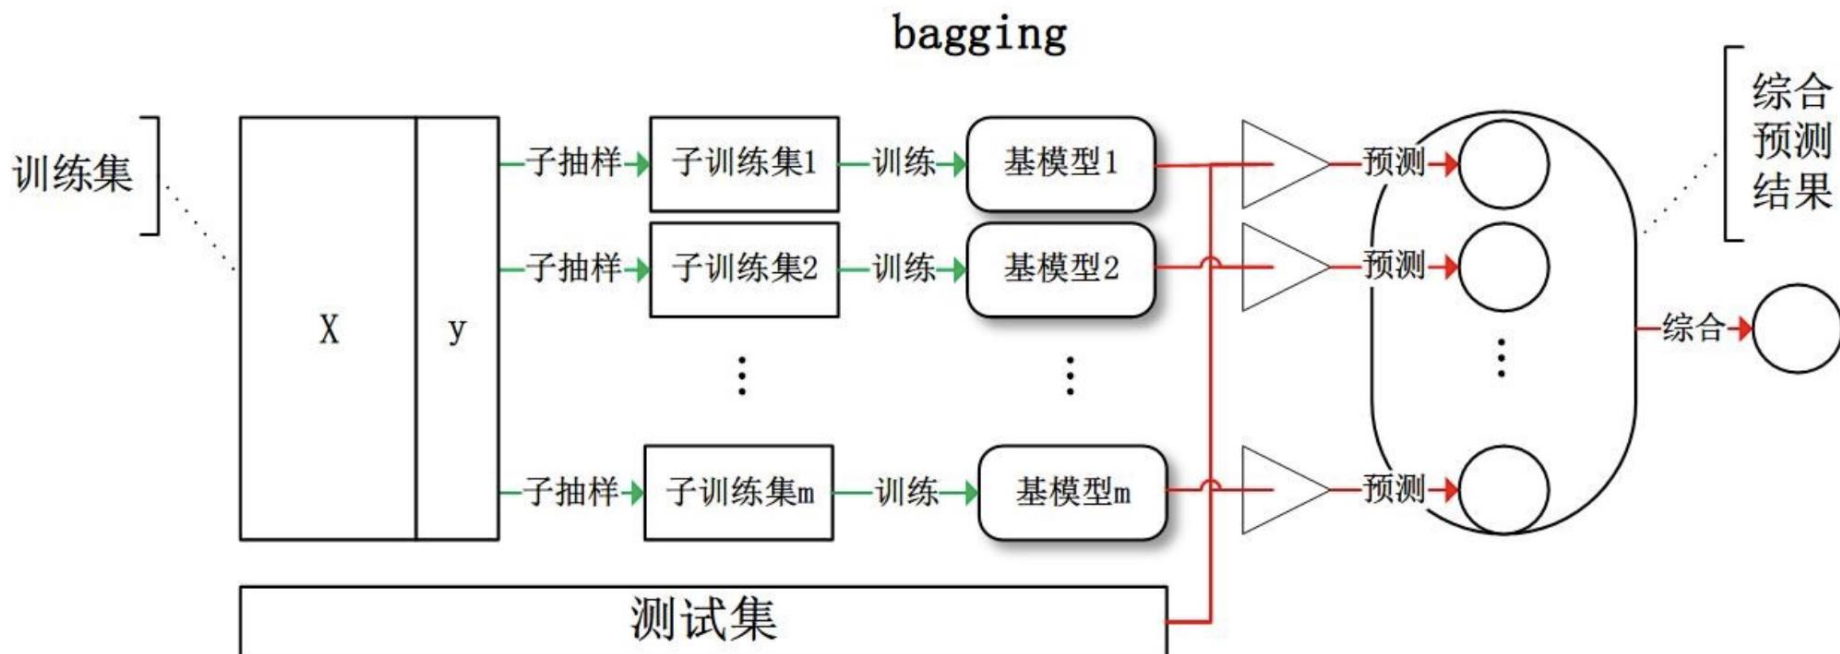 bagging
训练集
X
y
子抽样
子训练集1
训练
基模型1
预测
子抽样
子训练集2
训练
基模型2
预测
子抽样
子训练集m
训练
基模型m
预测
测试集
综合
预测
结果
综合